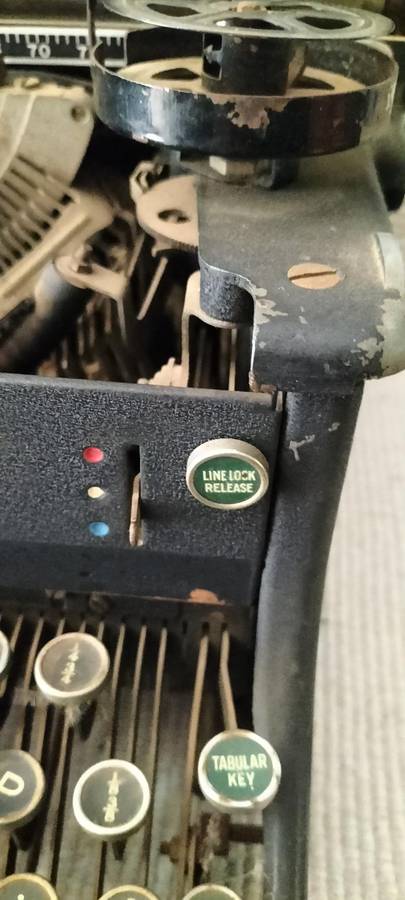 70
LINE LOCK
RELEASE
TABULAR
KEY
D